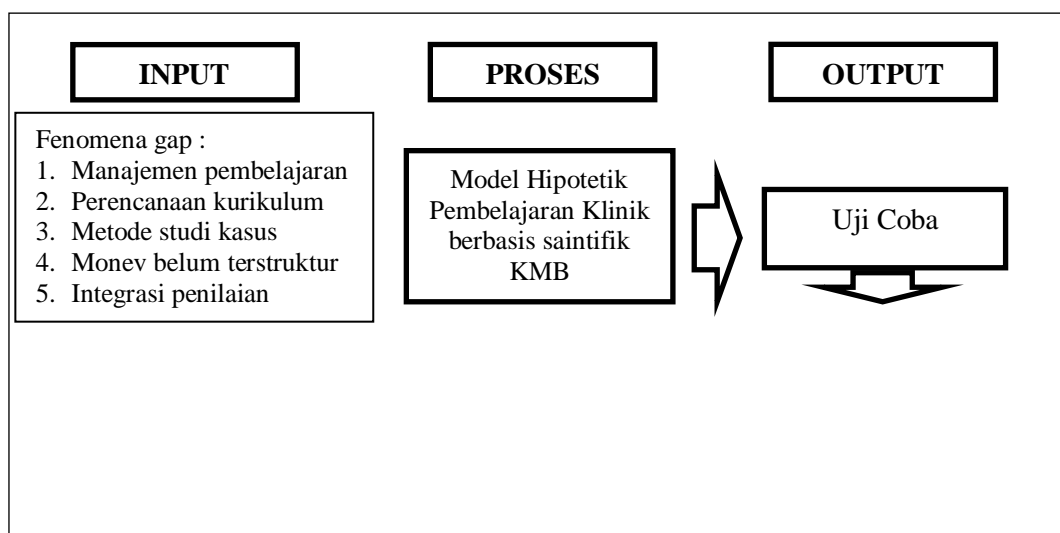 INPUT
PROSES
OUTPUT
Fenomena gap :
1. Manajemen pembelajaran
2. Perencanaan kurikulum
3. Metode studi kasus
4. Monev belum terstruktur
5. Integrasi penilaian
Model Hipotetik
Pembelajaran Klinik
berbasis saintifik
KMB
Uji Coba